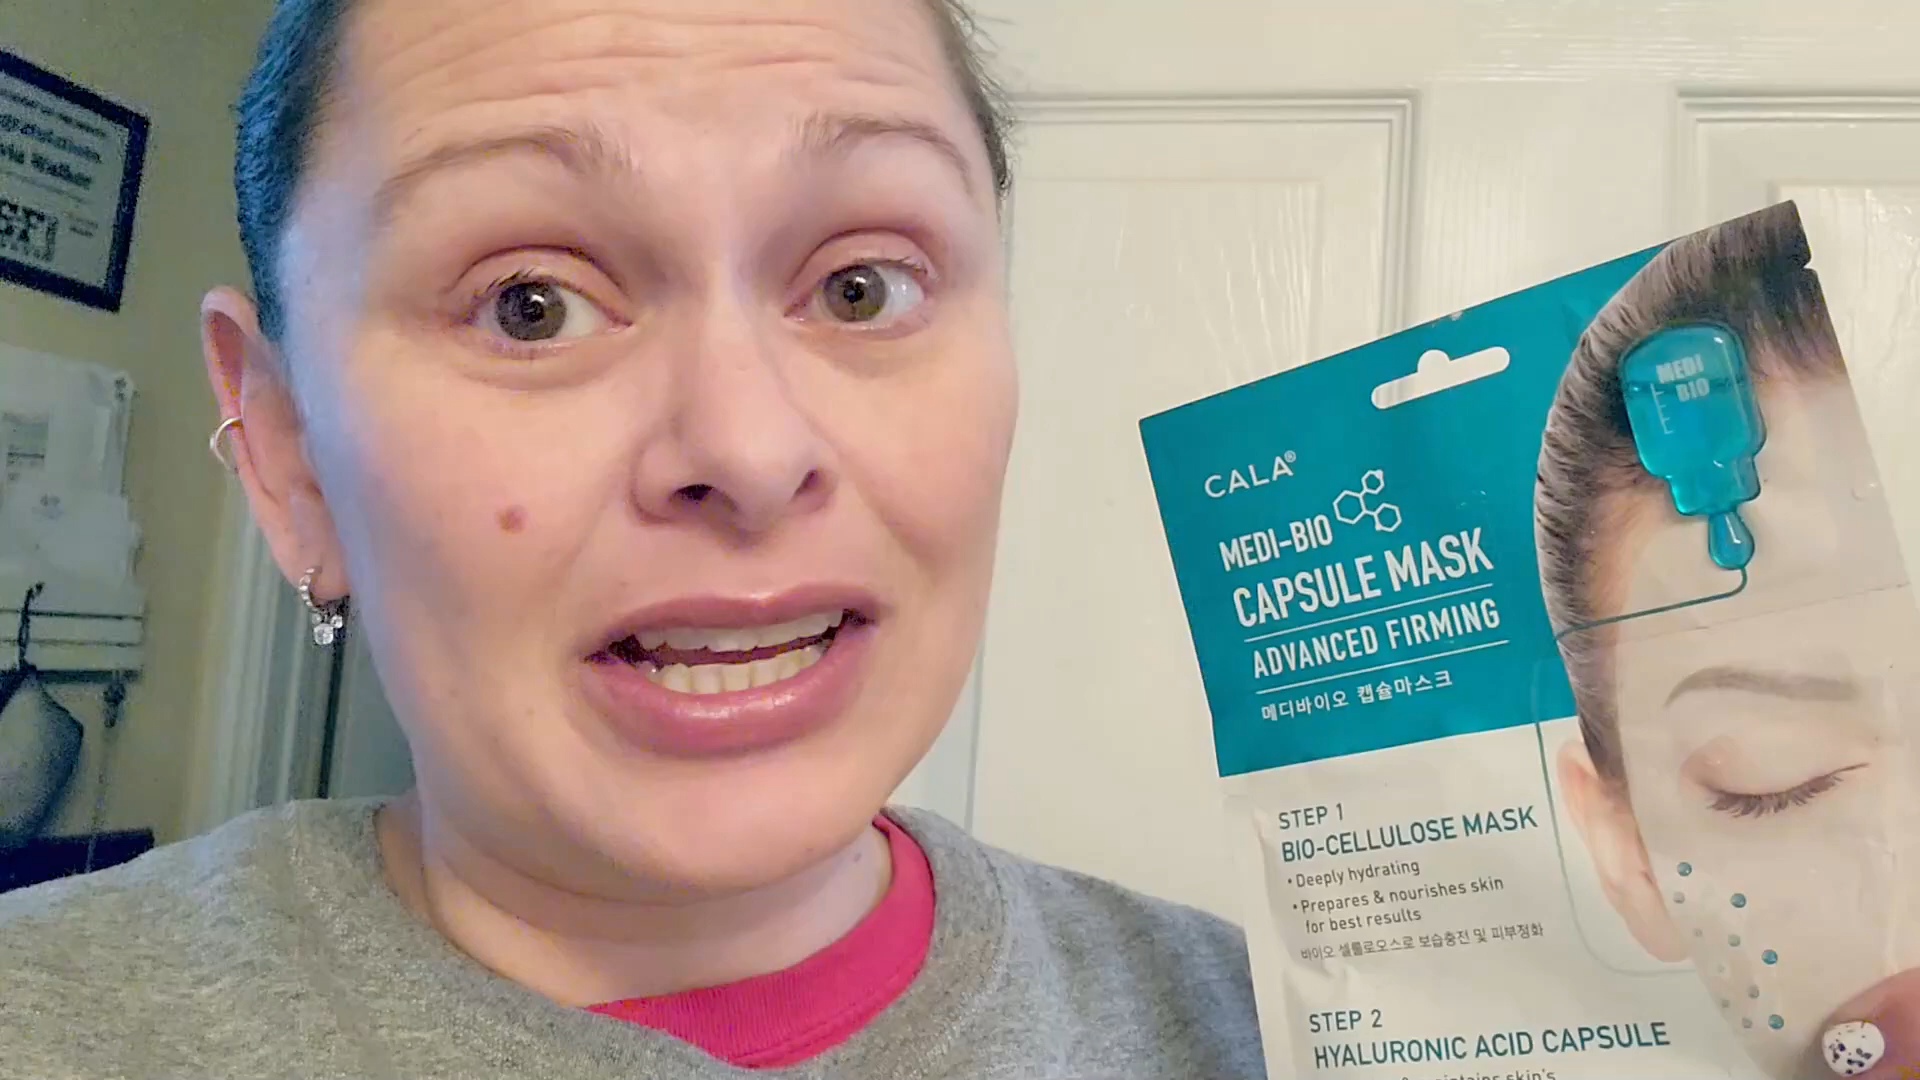 CALA®
MEDI-BIO
CAPSULE MASK
ADVANCED FIRMING
메디바이오 캡슐마스크
MEDI
BIO
STEP 1
BIO-CELLULOSE MASK
• Deeply hydrating
• Prepares & nourishes skin
for best results
바이오 셀룰로오스로 보습충전 및 피부정화
STEP 2
HYALURONIC ACID CAPSULE
skin's